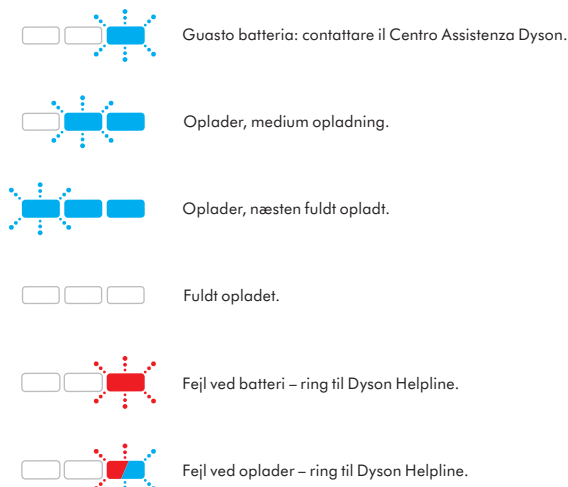 Guasto batteria: contattare il Centro Assistenza Dyson.
Oplader, medium opladning.
Oplader, næsten fuldt opladt.
Fuldt opladet.
Fejl ved batteri – ring til Dyson Helpline.
Fejl ved oplader – ring til Dyson Helpline.